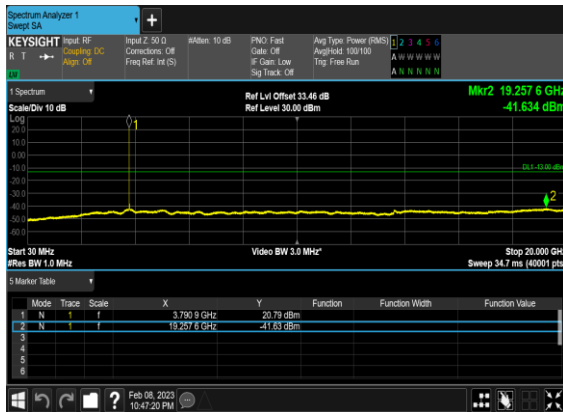 Spectrum Analyzer 1
Swept SA
+
KEYSIGHT Input: RF Input Z: 50 Ω #Atten: 10 dB PNO: Fast Avg Type: Power (RMS) 1 2 3 4 5 6
R T Coupling: DC Corrections: Off Gate: Off Avg|Hold: 100/100 A W W W W W
Align: Off Freq Ref: Int (S) IF Gain: Low Trig: Free Run
Sig Track: Off A N N N N N
1 Spectrum Ref Lvl Offset 33.46 dB Mkr2 19.257 6 GHz
Scale/Div 10 dB Ref Level 30.00 dBm -41.634 dBm
Log
1
20.0
10.0
0.00
-10.0
DL1 -13.00 dBm
-20.0
-30.0
-40.0
2
-50.0
-60.0
Start 30 MHz Video BW 3.0 MHz* Stop 20.000 GHz
#Res BW 1.0 MHz Sweep 34.7 ms (40001 pts)
5 Marker Table
Mode Trace Scale X Y Function Function Width Function Value
1 N 1 f 3.790 9 GHz 20.79 dBm
2 N 1 f 19.257 6 GHz -41.63 dBm
3
4
5
6
? Feb 08, 2023
10:47:20 PM